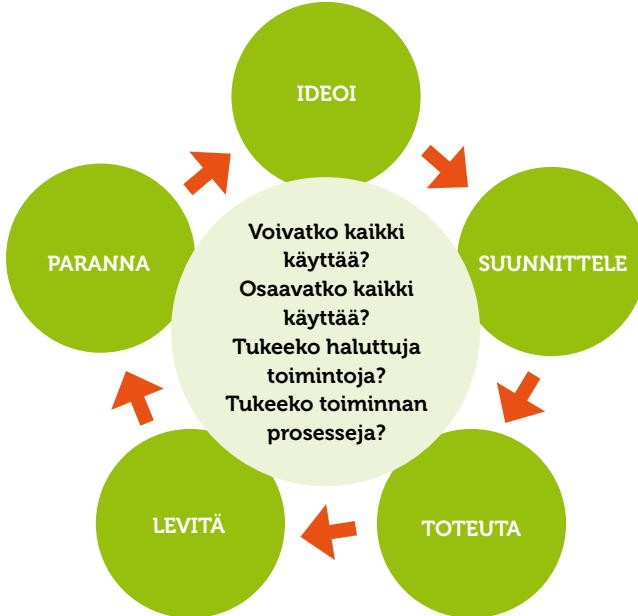 IDEOI
SUUNNITTELE
TOTEUTA
LEVITÄ
PARANNA
Voivatko kaikki
käyttää?
Osaavatko kaikki
käyttää?
Tukeeko haluttuja
toimintoja?
Tukeeko toiminnan
prosesseja?